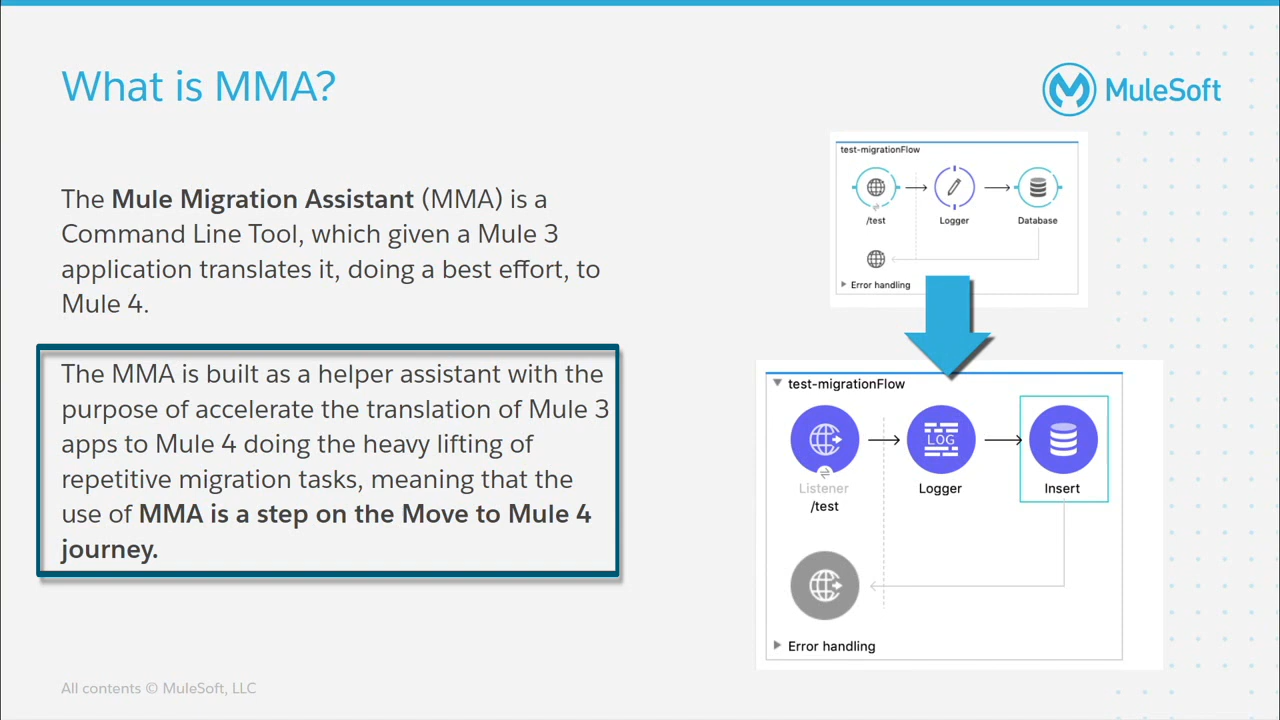 What is MMA?
MuleSoft
The Mule Migration Assistant (MMA) is a
Command Line Tool, which given a Mule 3
application translates it, doing a best effort, to
Mule 4.
The MMA is built as a helper assistant with the
purpose of accelerate the translation of Mule 3
apps to Mule 4 doing the heavy lifting of
repetitive migration tasks, meaning that the
use of MMA is a step on the Move to Mule 4
journey.
test-migrationFlow
/test
Logger
Database
Error handling
test-migrationFlow
LOG
Listener
/test
Logger
Insert
Error handling
All contents © MuleSoft, LLC